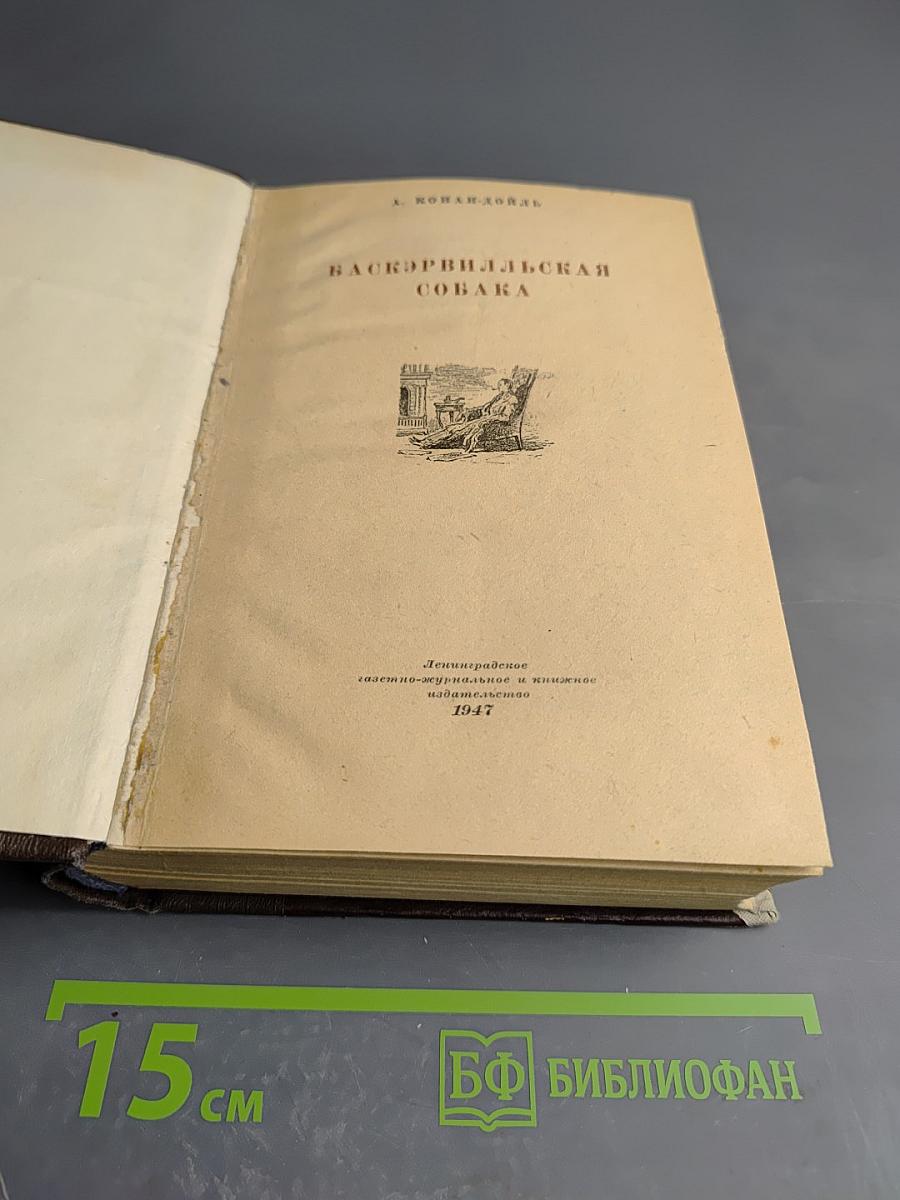 А. КОНАН-ДОЙЛЬ
БАСКЭРВИЛЛЬСКАЯ
СОБАКА
Ленинградское
газетно-журнальное и книжное
издательство
1947
15 см
БФ БИБЛИОФАН